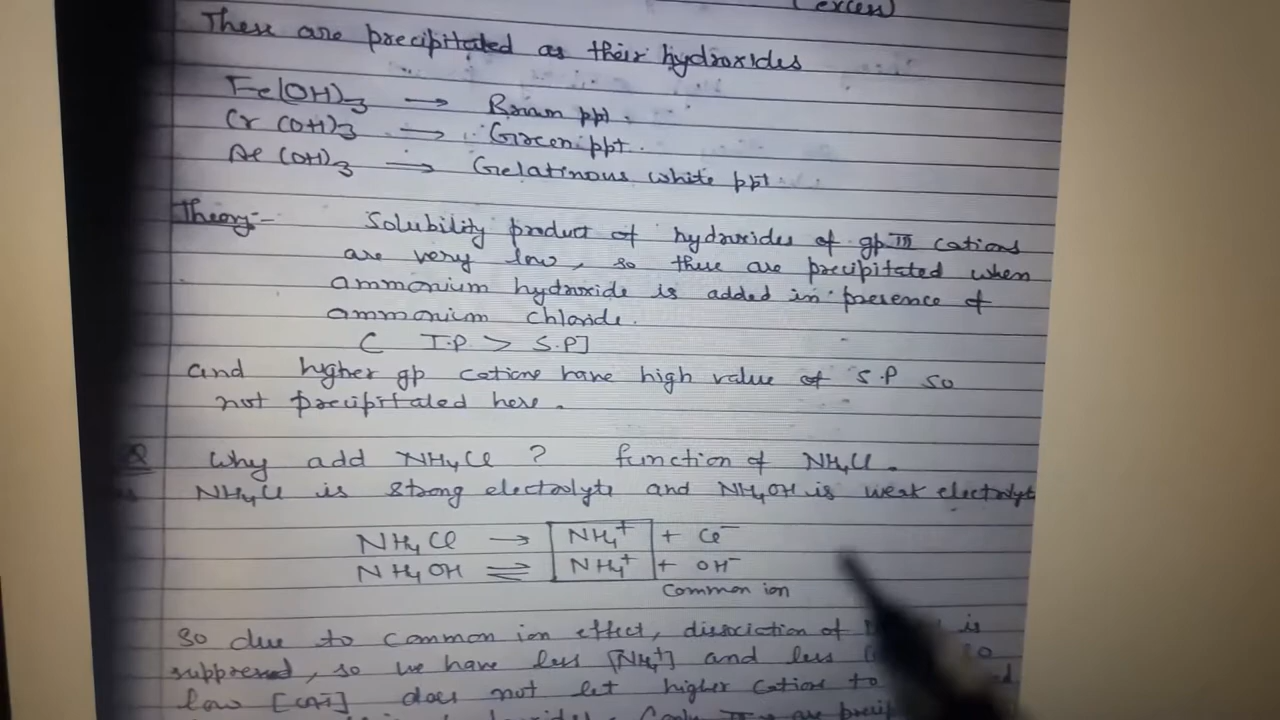 (excess)
These are precipitated as their hydroxides
Fe(OH)3 → Brown ppt.
Cr (OH)3 → Green ppt.
Al (OH)3 → Gelatinous white ppt.
Theory:- Solubility product of hydroxides of gp III cations
are very low, so these are precipitated when
ammonium hydroxide is added in presence of
ammonium chloride.
( I.P > S.P]
and higher gp cations have high value of S.P so
not precipitated here.
Q Why add NH4Cl ? function of NH4Cl.
NH4Cl is strong electrolyte and NH4OH is weak electrolyt
NH4Cl → NH4+ + Cl-
NH4OH ⇌ NH4+ + OH-
Common ion
So due to common ion effect, dissociation of is
suppressed, so we have less [NH4+] and less so
low [OH-] does not let higher cations to